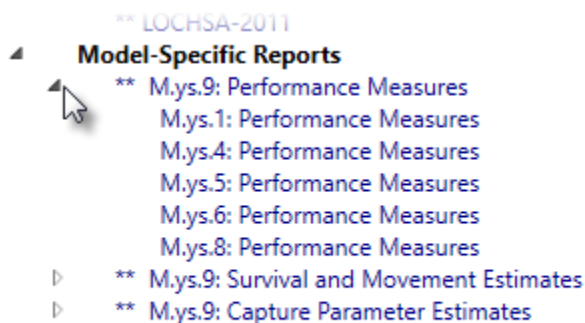 ** LOCHSA-2011
Model-Specific Reports
** M.ys.9: Performance Measures
M.ys.1: Performance Measures
M.ys.4: Performance Measures
M.ys.5: Performance Measures
M.ys.6: Performance Measures
M.ys.8: Performance Measures
** M.ys.9: Survival and Movement Estimates
** M.ys.9: Capture Parameter Estimates